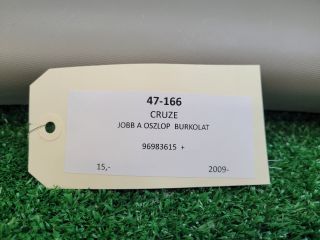 47-166
CRUZE
JOBB A OSZLOP BURKOLAT
96983615 +
15,- 2009-